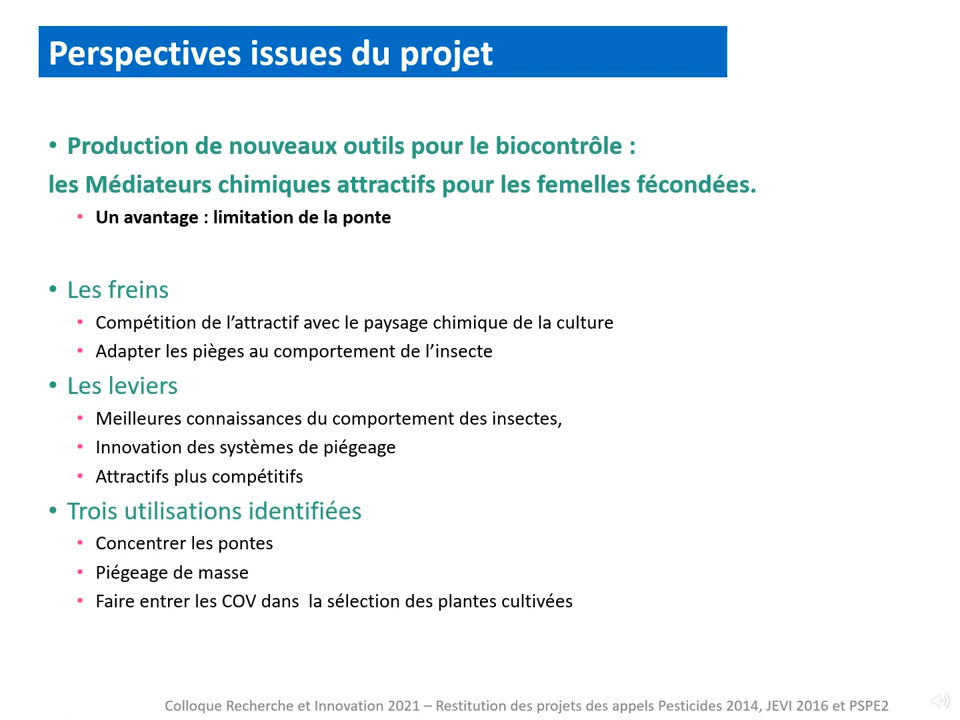 Perspectives issues du projet
• Production de nouveaux outils pour le biocontrôle :
les Médiateurs chimiques attractifs pour les femelles fécondées.
• Un avantage : limitation de la ponte
• Les freins
• Compétition de l’attractif avec le paysage chimique de la culture
• Adapter les pièges au comportement de l’insecte
• Les leviers
• Meilleures connaissances du comportement des insectes,
• Innovation des systèmes de piégeage
• Attractifs plus compétitifs
• Trois utilisations identifiées
• Concentrer les pontes
• Piégeage de masse
• Faire entrer les COV dans  la sélection des plantes cultivées
Colloque Recherche et Innovation 2021 – Restitution des projets des appels Pesticides 2014, JEVI 2016 et PSPE2